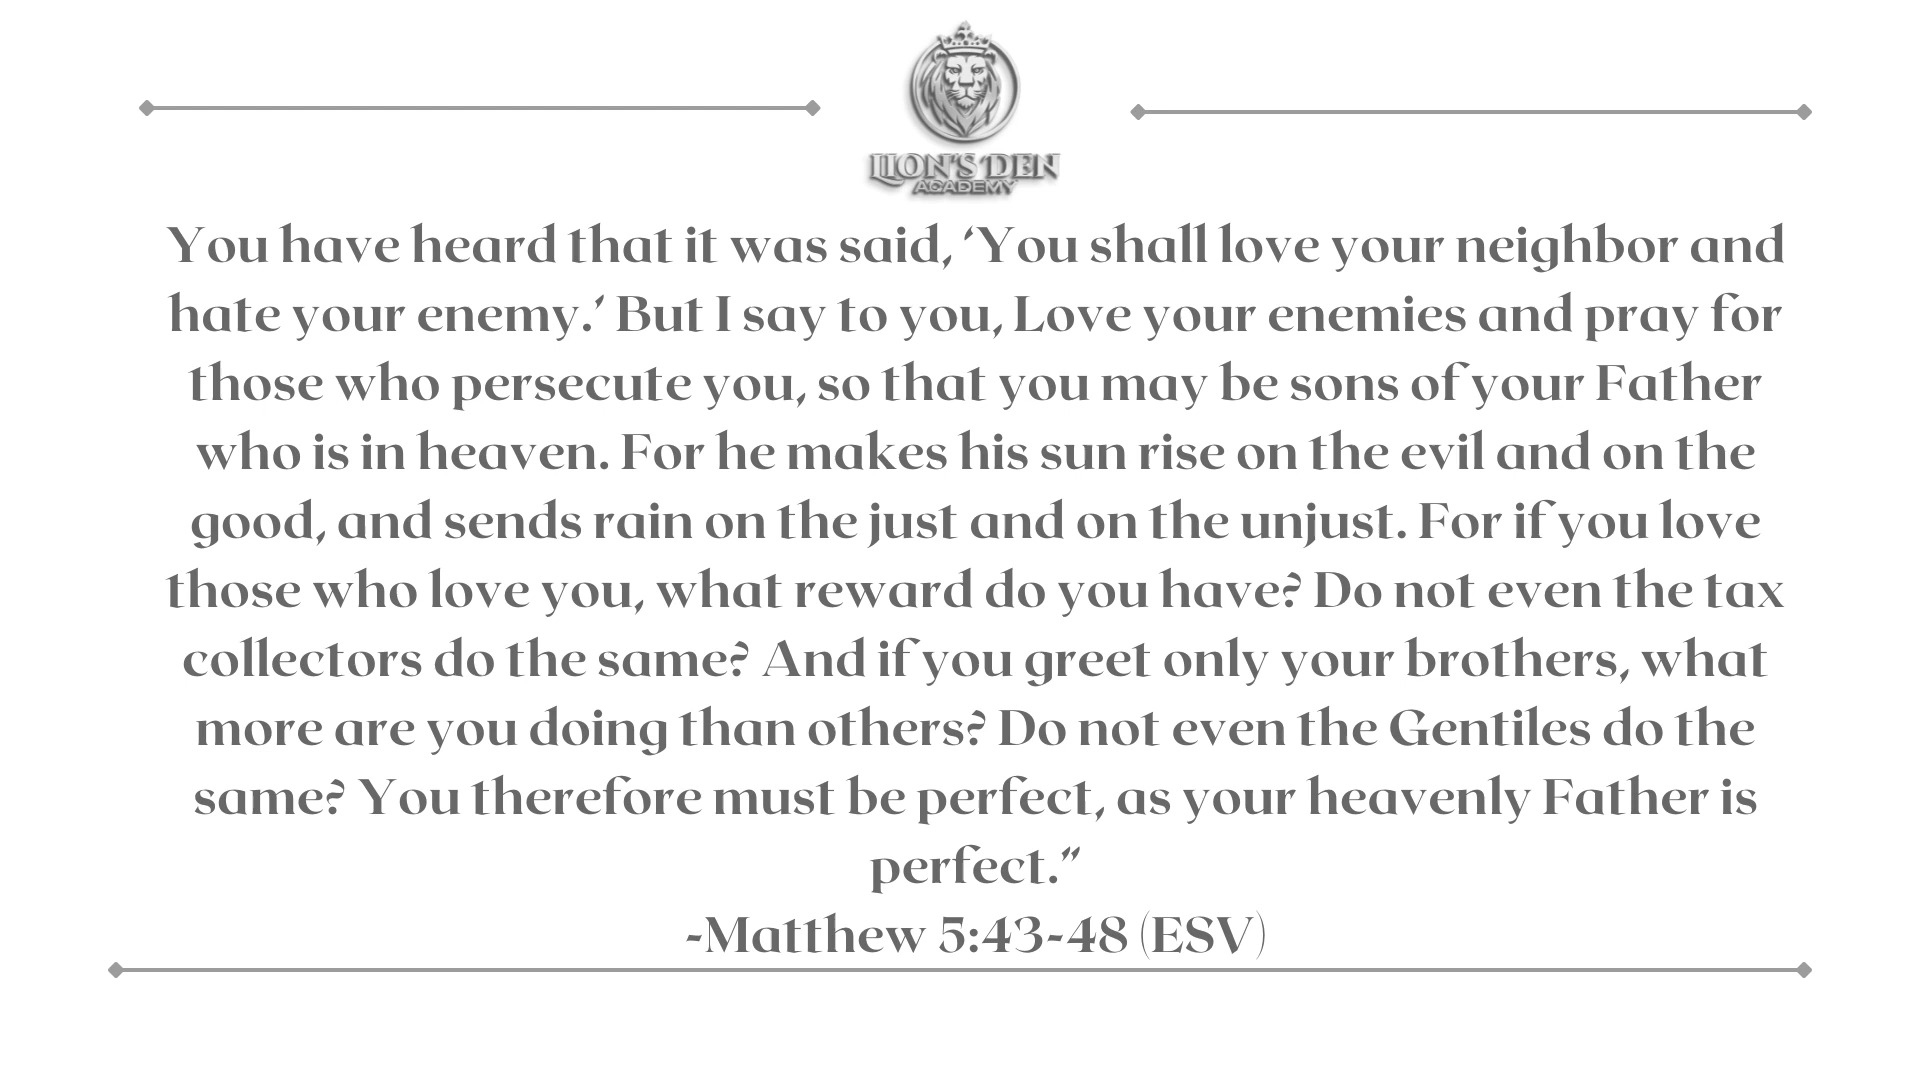 LION'S DEN
ACADEMY
You have heard that it was said, ‘You shall love your neighbor and
hate your enemy.’ But I say to you, Love your enemies and pray for
those who persecute you, so that you may be sons of your Father
who is in heaven. For he makes his sun rise on the evil and on the
good, and sends rain on the just and on the unjust. For if you love
those who love you, what reward do you have? Do not even the tax
collectors do the same? And if you greet only your brothers, what
more are you doing than others? Do not even the Gentiles do the
same? You therefore must be perfect, as your heavenly Father is
perfect.”
-Matthew 5:43-48 (ESV)